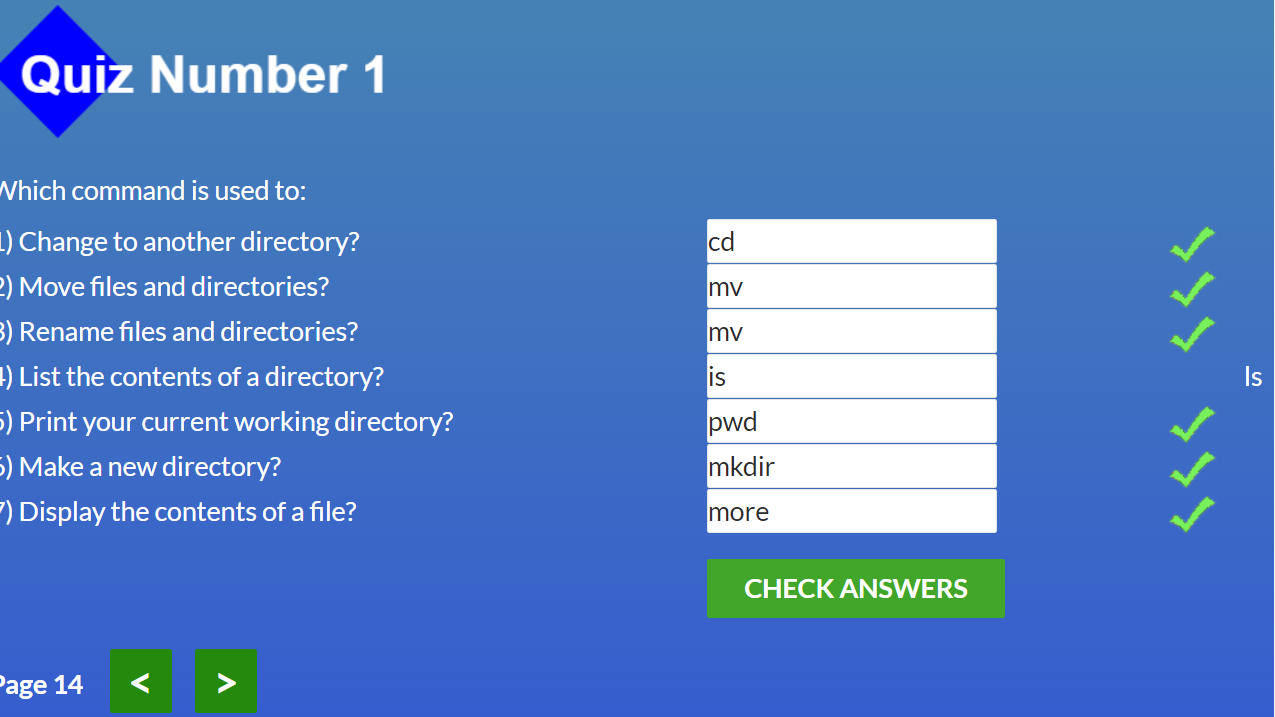 Quiz Number 1
Which command is used to:
1) Change to another directory? cd
2) Move files and directories? mv
3) Rename files and directories? mv
4) List the contents of a directory? is ls
5) Print your current working directory? pwd
6) Make a new directory? mkdir
7) Display the contents of a file? more
CHECK ANSWERS
Page 14 < >